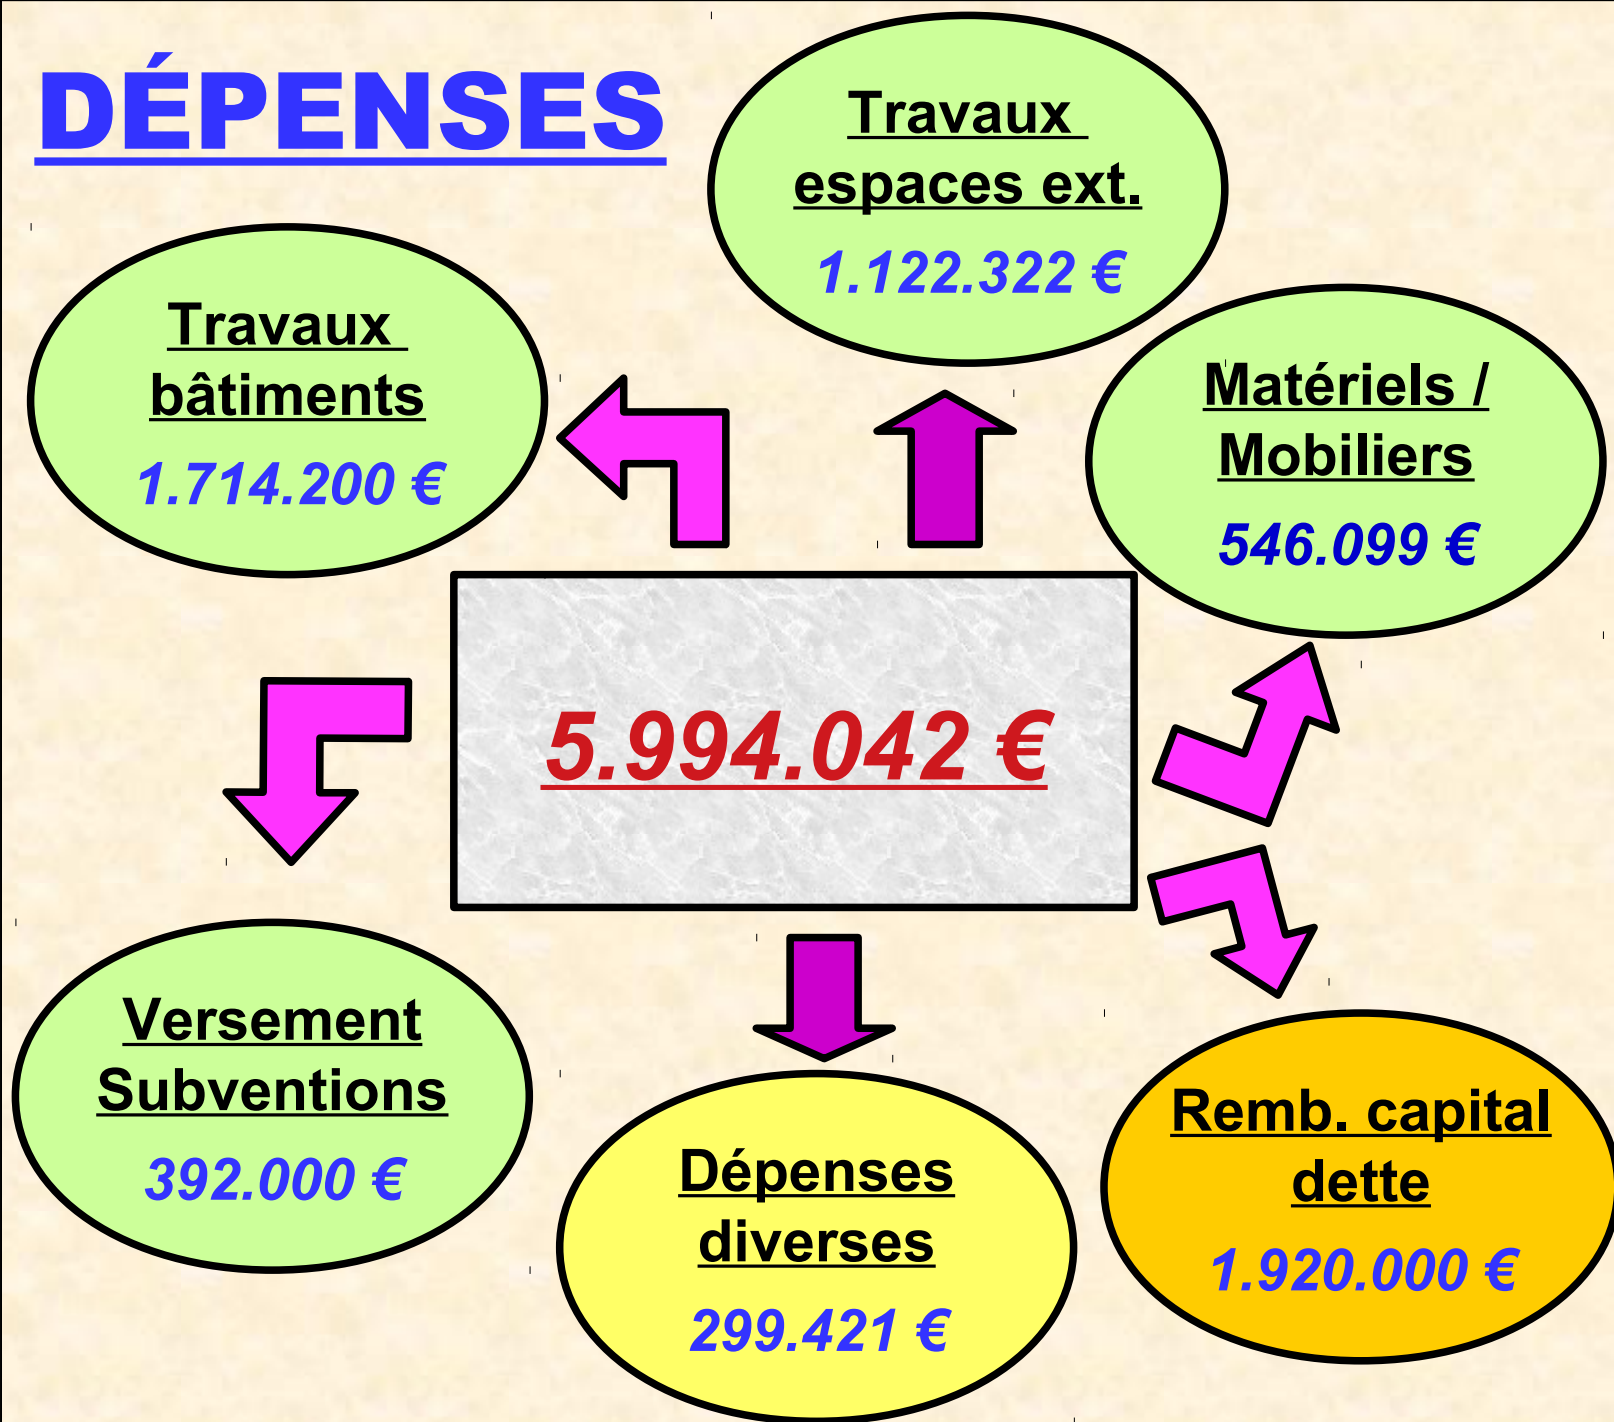 DÉPENSES
Travaux
espaces ext.
1.122.322 €
Travaux
bâtiments
1.714.200 €
Matériels /
Mobiliers
546.099 €
5.994.042 €
Versement
Subventions
392.000 €
Dépenses
diverses
299.421 €
Remb. capital
dette
1.920.000 €